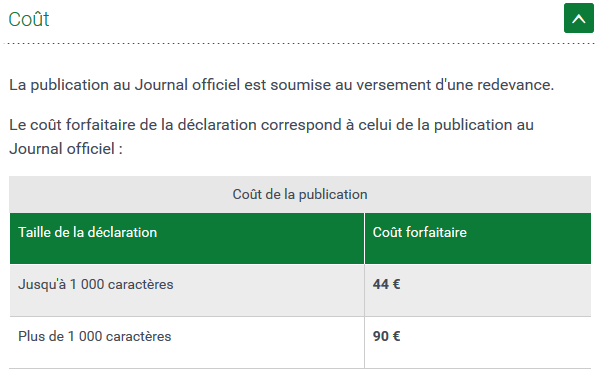 Coût
La publication au Journal officiel est soumise au versement d'une redevance.
Le coût forfaitaire de la déclaration correspond à celui de la publication au
Journal officiel :
Coût de la publication
Taille de la déclaration Coût forfaitaire
Jusqu'à 1 000 caractères 44 €
Plus de 1 000 caractères 90 €